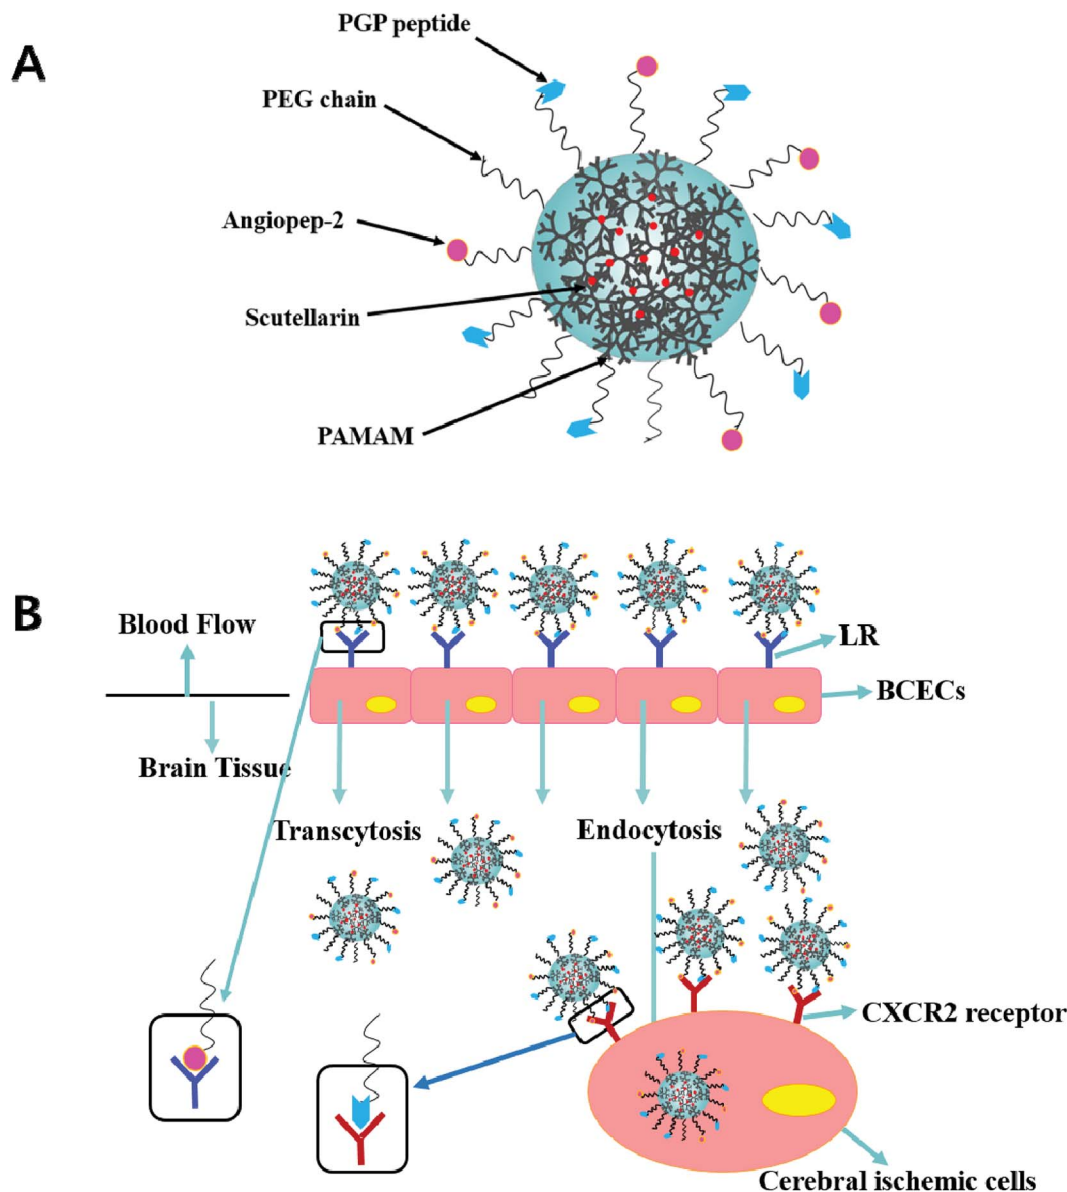 A
PGP peptide
PEG chain
Angiopep-2
Scutellarin
PAMAM
B
Blood Flow
LR
BCECs
Brain Tissue
Transcytosis
Endocytosis
CXCR2 receptor
Cerebral ischemic cells